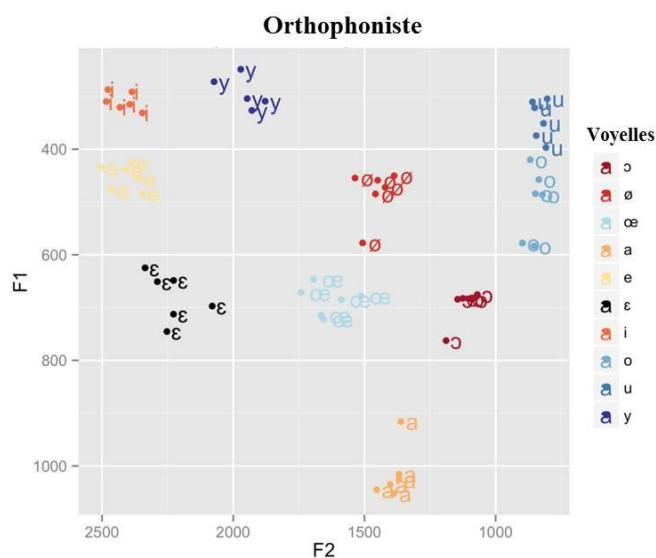 Orthophoniste
Voyelles
a ɔ
a ø
a œ
a a
a e
a ɛ
a i
a o
a u
a y
400
600
800
1000
F1
2500
2000
1500
1000
F2
i
i
i
i
i
i
y
y
y
y
y
u
u
u
u
u
u
o
o
o
o
o
o
e
e
e
e
e
e
ø
ø
ø
ø
ø
ø
ɛ
ɛ
ɛ
ɛ
ɛ
ɛ
œ
œ
œ
œ
œ
œ
ɔ
ɔ
a
a
a
a
a
a